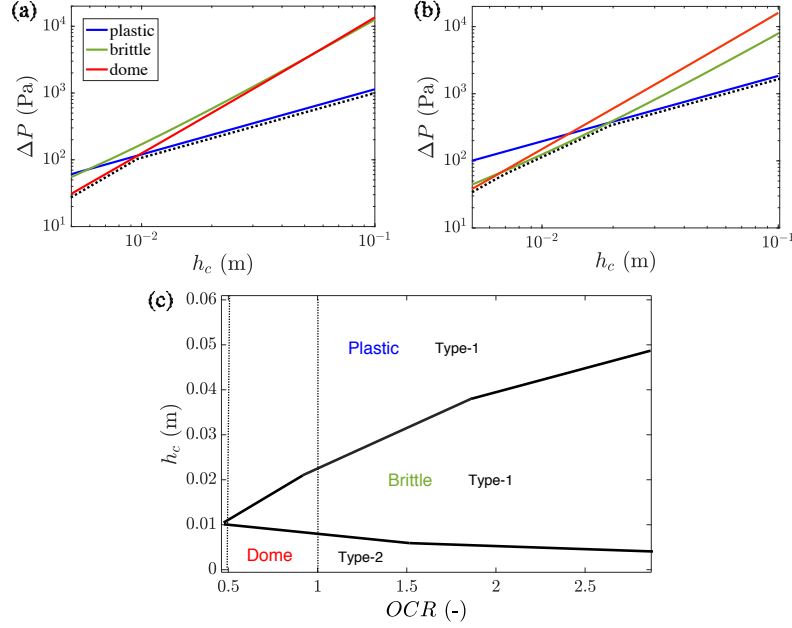 (a)
plastic
brittle
dome
ΔP (Pa)
10^4
10^3
10^2
10^1
10^-2
10^-1
h_c (m)
(b)
ΔP (Pa)
10^4
10^3
10^2
10^1
10^-2
10^-1
h_c (m)
(c)
h_c (m)
0.06
0.05
0.04
0.03
0.02
0.01
0
Plastic Type-1
Brittle Type-1
Dome Type-2
0.5 1 1.5 2 2.5
OCR (-)